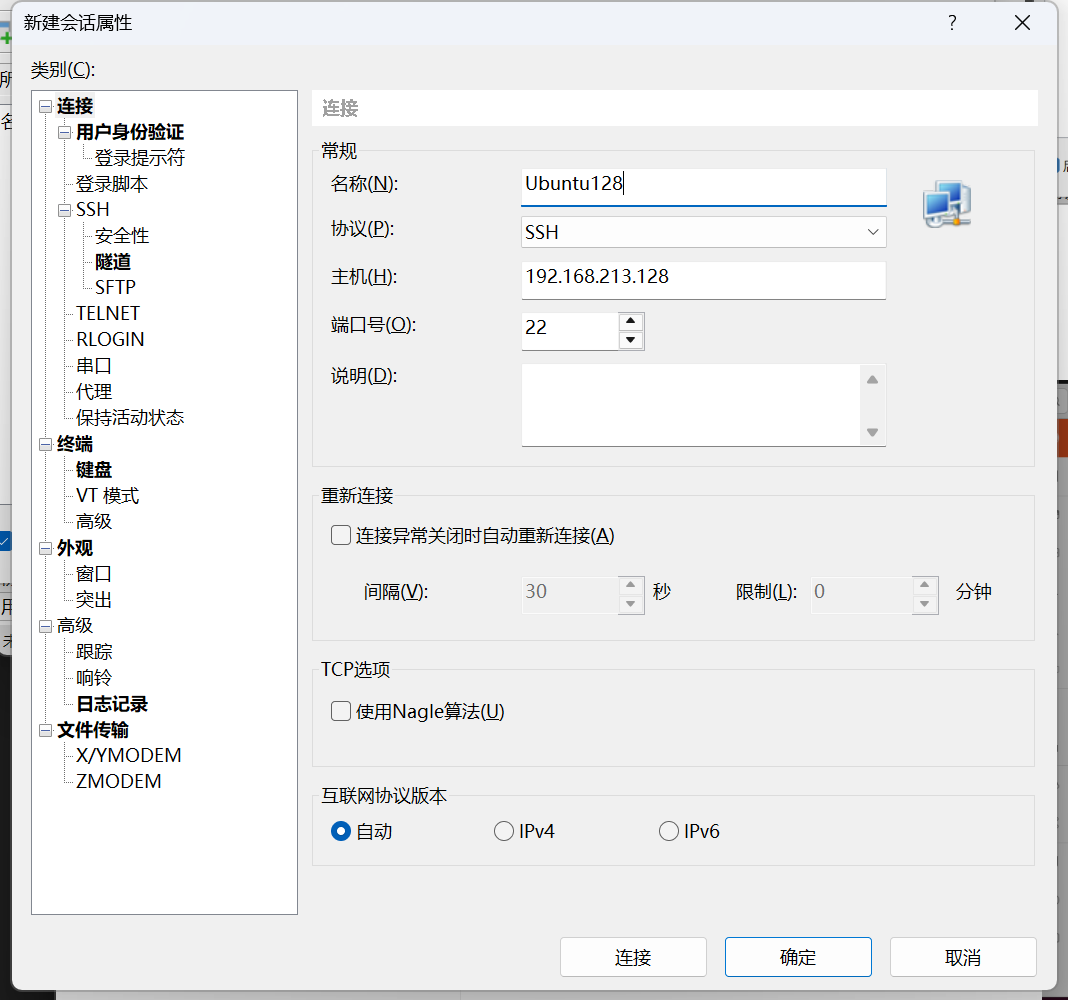 新建会话属性
?
类别(C):
连接
用户身份验证
登录提示符
登录脚本
SSH
安全性
隧道
SFTP
TELNET
RLOGIN
串口
代理
保持活动状态
终端
键盘
VT 模式
高级
外观
窗口
突出
高级
跟踪
响铃
日志记录
文件传输
X/YMODEM
ZMODEM
连接
常规
名称(N): Ubuntu128
协议(P): SSH
主机(H): 192.168.213.128
端口号(O): 22
说明(D):
重新连接
连接异常关闭时自动重新连接(A)
间隔(V): 30 秒 限制(L): 0 分钟
TCP选项
使用Nagle算法(U)
互联网协议版本
自动 IPv4 IPv6
连接 确定 取消